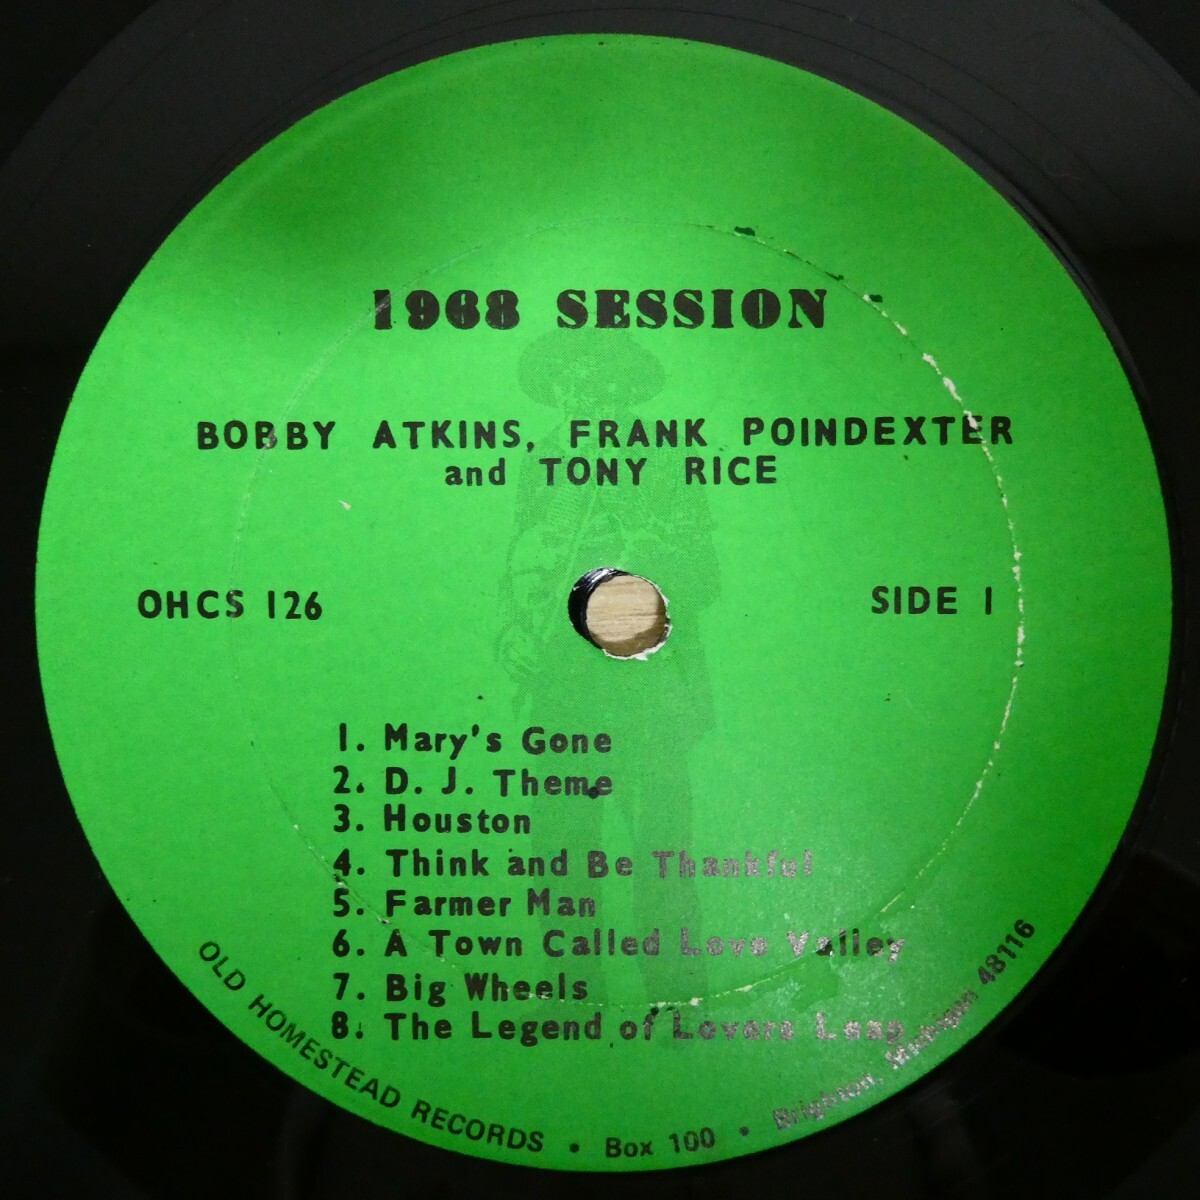 1968 SESSION
BOBBY ATKINS, FRANK POINDEXTER
and TONY RICE
OHCS 126
SIDE 1
1. Mary's Gone
2. D. J. Theme
3. Houston
4. Think and Be Thankful
5. Farmer Man
6. A Town Called Love Valley
7. Big Wheels
8. The Legend of Lovers Leap
OLD HOMESTEAD RECORDS • Box 100 • Brighton, Michigan 48116